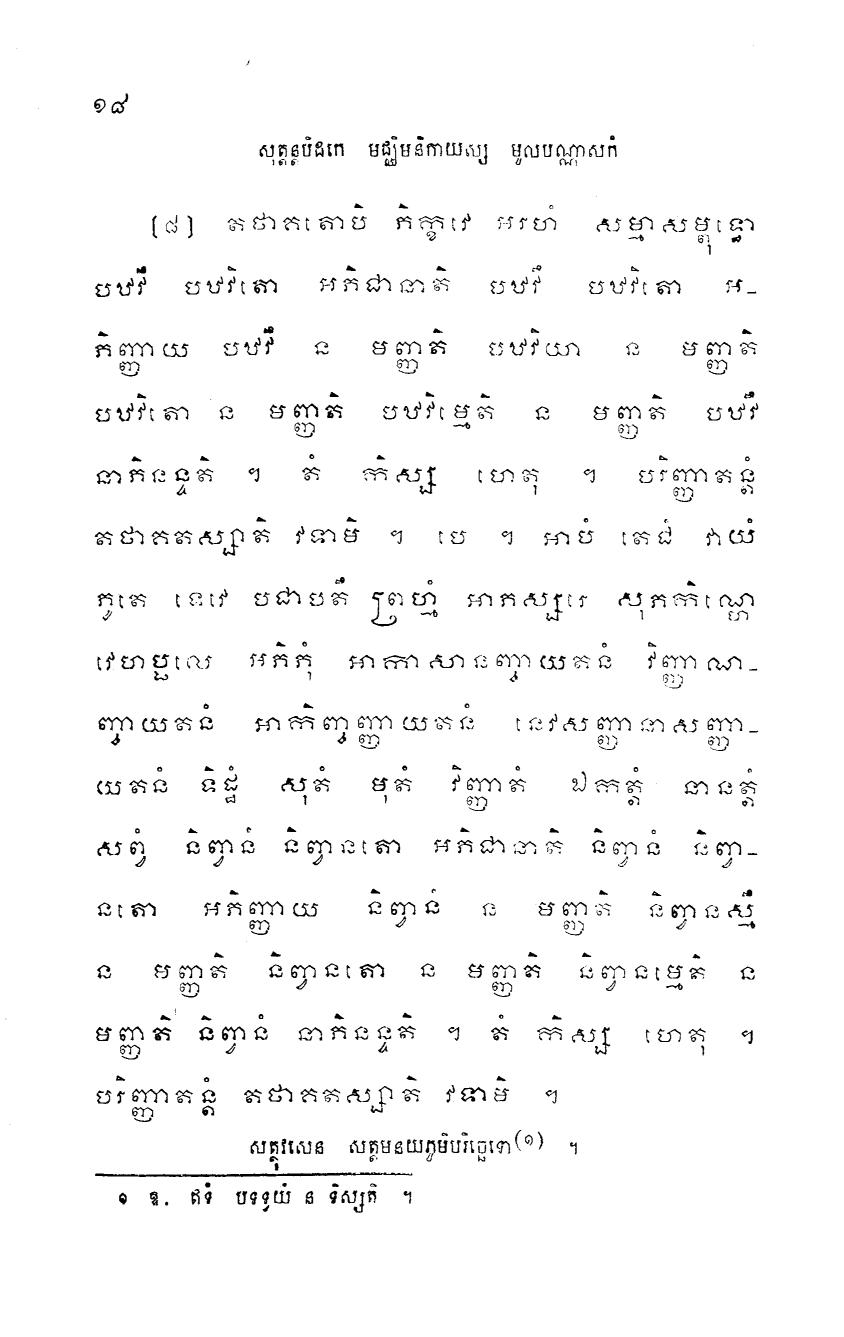 ១៨
សុត្តន្តបិដកេ មជ្ឈិមនិកាយស្ស មូលបណ្ណាសកំ
[៨] តថាគតោបិ ភិក្ខវេ អរហំ សម្មាសម្ពុទ្ធោ
បឋវឹ បឋវិតោ អភិជានាតិ បឋវឹ បឋវិតោ អ-
ភិញ្ញាយ បឋវឹ ន មញ្ញតិ បឋវិយា ន មញ្ញតិ
បឋវិតោ ន មញ្ញតិ បឋវិម្មេតិ ន មញ្ញតិ បឋវឹ
នាភិនន្ទតិ ។ តំ កិស្ស ហេតុ ។ បរិញ្ញាតន្តំ
តថាគតស្សាតិ វទាមិ ។ បេ ។ អាបំ តេជំ វាយំ
ភូតេ ទេវេ បជាបតឹ ព្រហ្មំ អាភស្សរេ សុភកិណ្ហេ
វេហប្ផលេ អភិភុំ អាកាសានញ្ចាយតនំ វិញ្ញាណ-
ញ្ចាយតនំ អាកិញ្ចញ្ញាយតនំ នេវសញ្ញានាសញ្ញា-
យតនំ ទិដ្ឋំ សុតំ មុតំ វិញ្ញាតំ ឯកត្តំ នានត្តំ
សព្វំ និព្វានំ និព្វានតោ អភិជានាតិ និព្វានំ និព្វា-
នតោ អភិញ្ញាយ និព្វានំ ន មញ្ញតិ និព្វានស្មឹ
ន មញ្ញតិ និព្វានតោ ន មញ្ញតិ និព្វានម្មេតិ ន
មញ្ញតិ និព្វានំ នាភិនន្ទតិ ។ តំ កិស្ស ហេតុ ។
បរិញ្ញាតន្តំ តថាគតស្សាតិ វទាមិ ។
សត្ថុវសេន សត្តមនយភូមិបរិច្ឆេទោ(១) ។
១ ឱ. ឥទំ បទទ្វយំ ន ទិស្សតិ ។